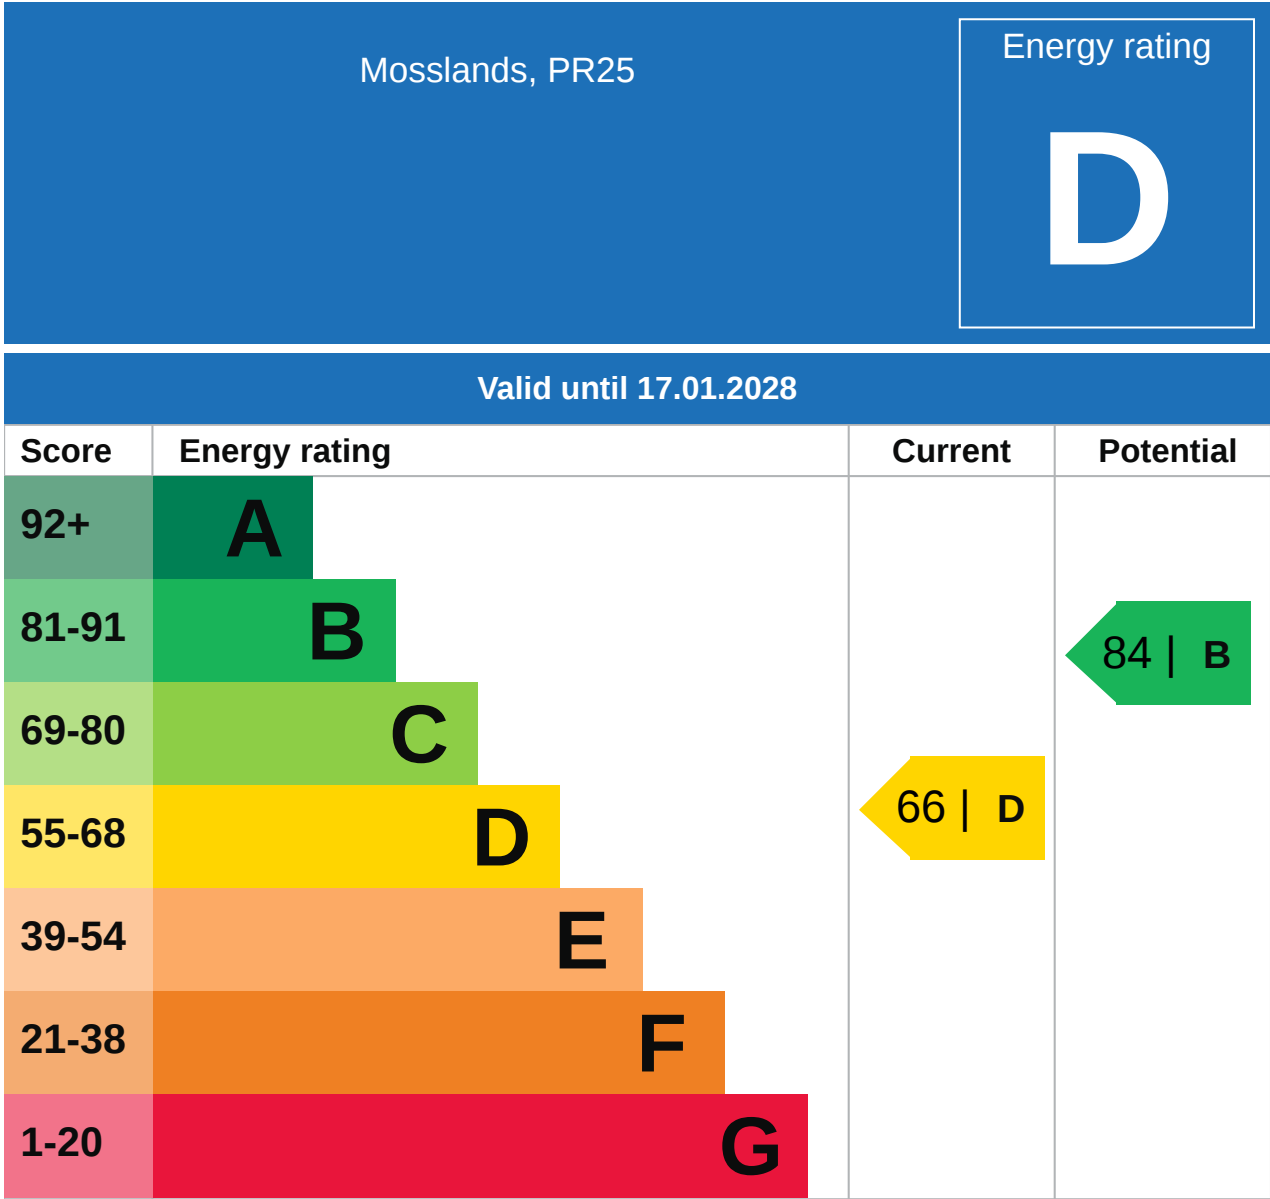 Mosslands, PR25
Energy rating
D
Valid until 17.01.2028
Score Energy rating Current Potential
92+ A
81-91 B
84 | B
69-80 C
55-68 D
66 | D
39-54 E
21-38 F
1-20 G